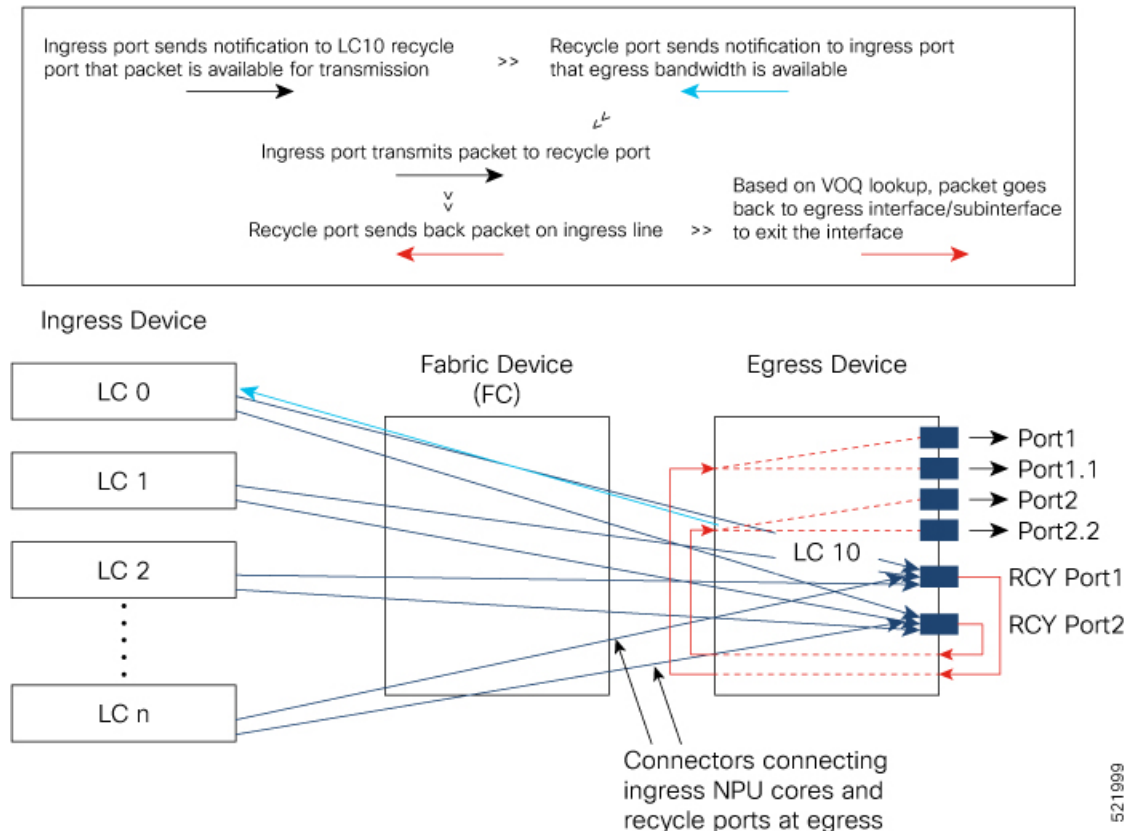 Ingress port sends notification to LC10 recycle
port that packet is available for transmission
>>
Recycle port sends notification to ingress port
that egress bandwidth is available
>>
Ingress port transmits packet to recycle port
>>
Recycle port sends back packet on ingress line
>>
Based on VOQ lookup, packet goes
back to egress interface/subinterface
to exit the interface
Ingress Device
LC 0
LC 1
LC 2
LC n
Fabric Device
(FC)
Egress Device
LC 10
Port1
Port1.1
Port2
Port2.2
RCY Port1
RCY Port2
Connectors connecting
ingress NPU cores and
recycle ports at egress
521999